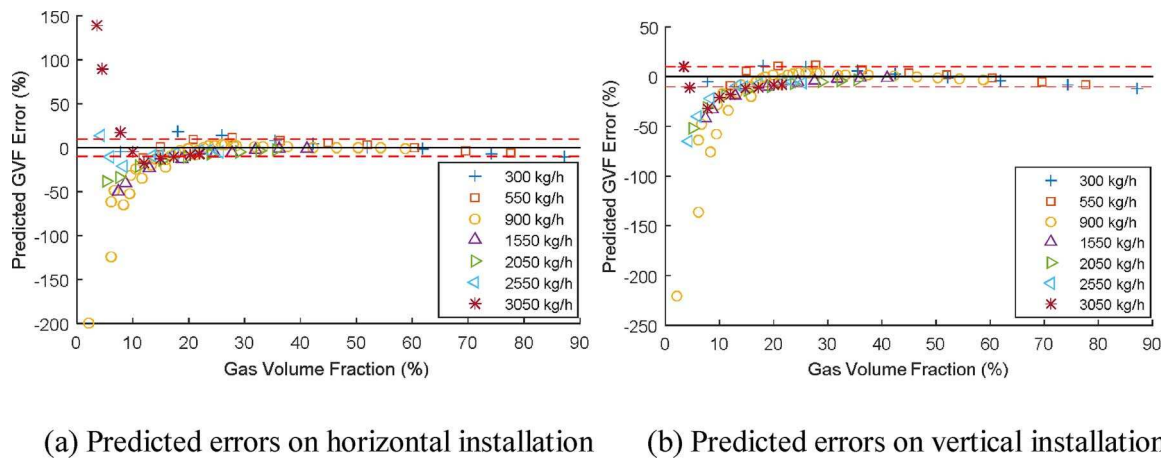 150
100
50
0
-50
-100
-150
-200
Predicted GVF Error (%)
0 10 20 30 40 50 60 70 80 90
Gas Volume Fraction (%)
300 kg/h
550 kg/h
900 kg/h
1550 kg/h
2050 kg/h
2550 kg/h
3050 kg/h
50
0
-50
-100
-150
-200
-250
Predicted GVF Error (%)
0 10 20 30 40 50 60 70 80 90
Gas Volume Fraction (%)
300 kg/h
550 kg/h
900 kg/h
1550 kg/h
2050 kg/h
2550 kg/h
3050 kg/h
(a) Predicted errors on horizontal installation
(b) Predicted errors on vertical installation